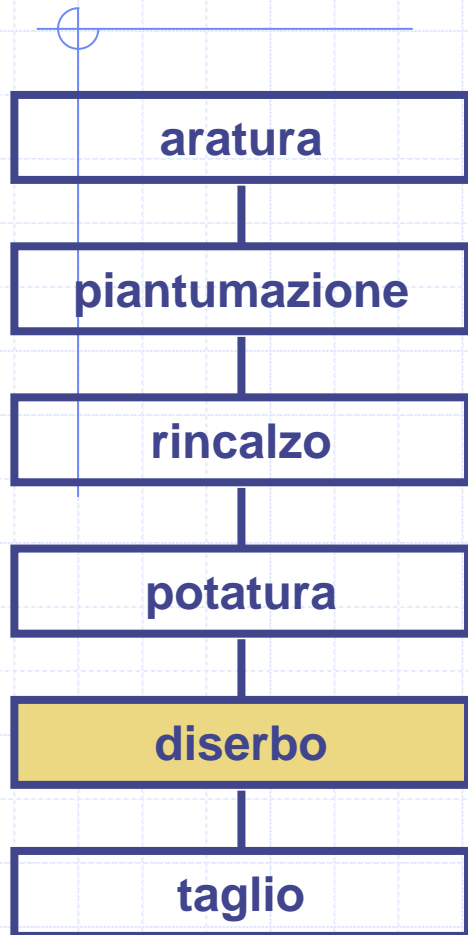 aratura
piantumazione
rincalzo
potatura
diserbo
taglio